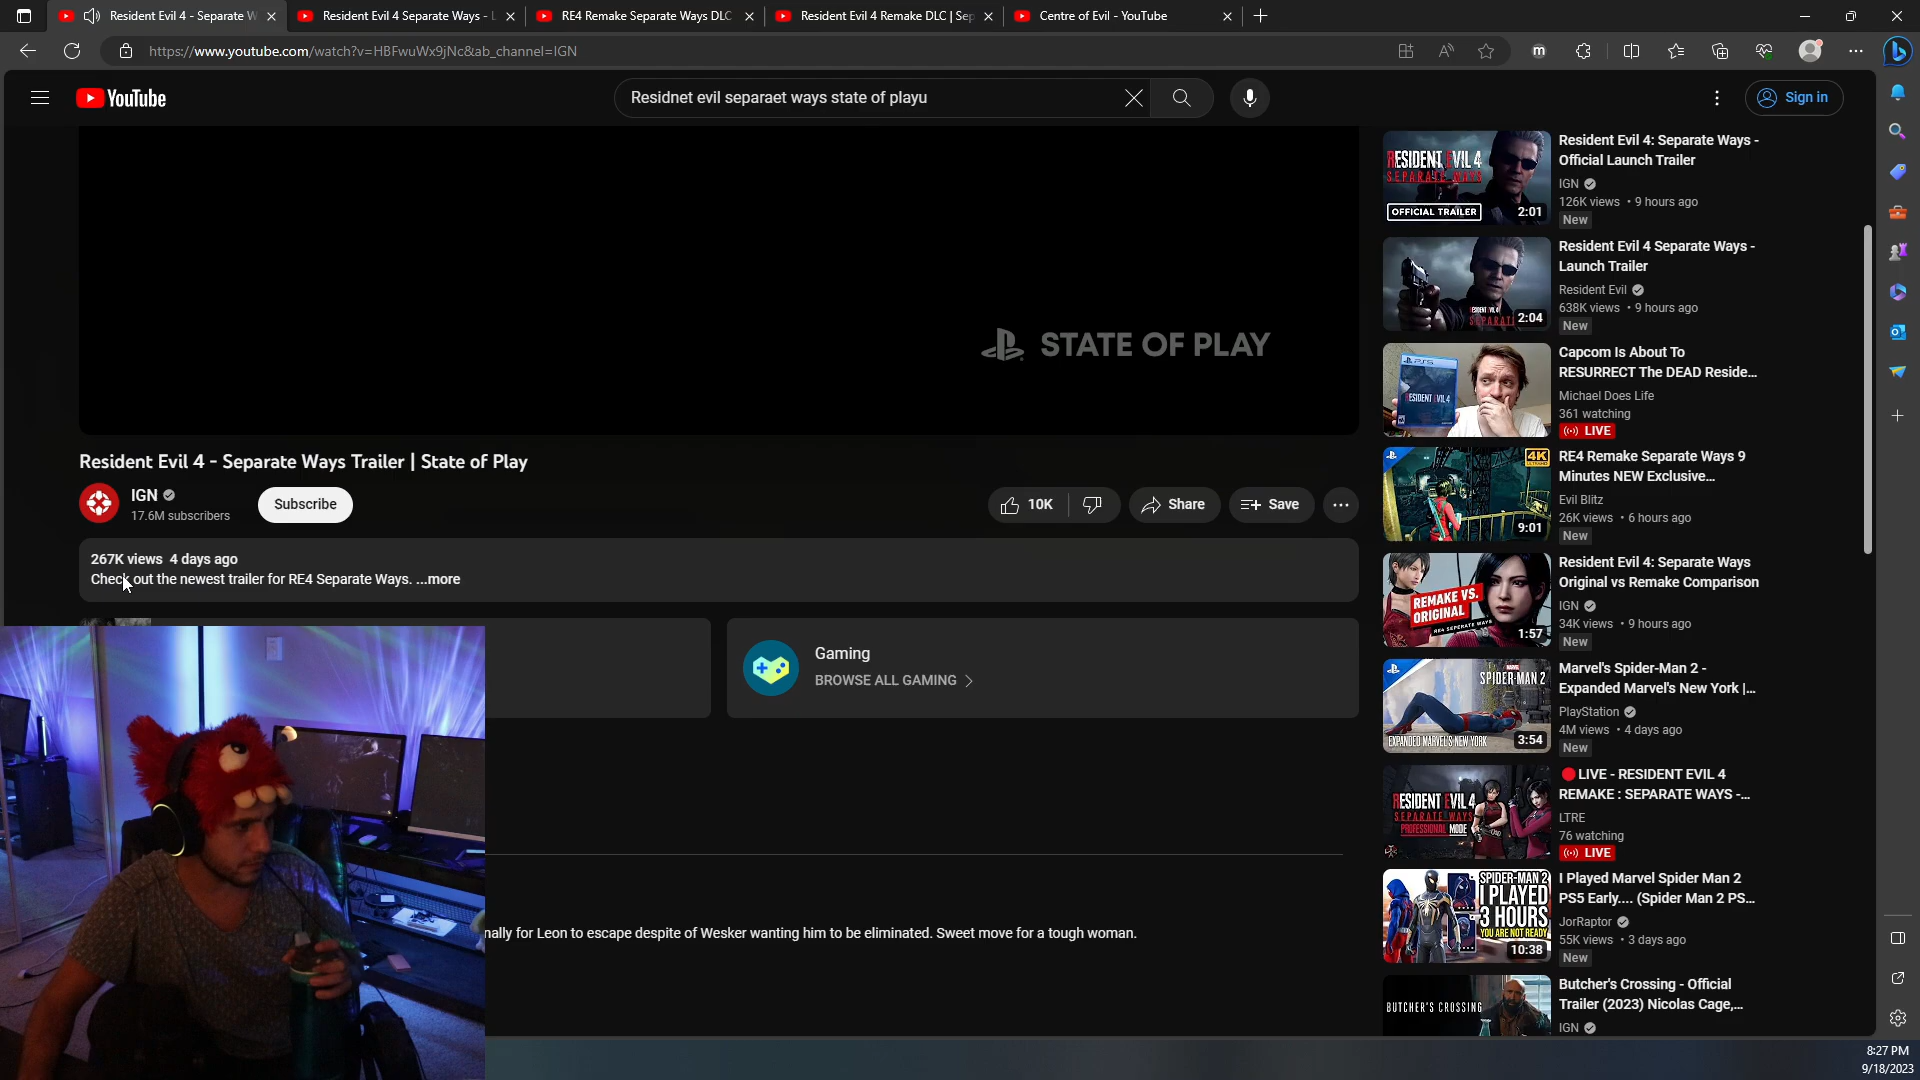 Resident Evil 4 - Separate W
Resident Evil 4 Separate Ways - L
RE4 Remake Separate Ways DLC
Resident Evil 4 Remake DLC | Sep
Centre of Evil - YouTube
https://www.youtube.com/watch?v=HBFwuWx9jNc&ab_channel=IGN
YouTube
Residnet evil separaet ways state of playu
Sign in
STATE OF PLAY
Resident Evil 4 - Separate Ways Trailer | State of Play
IGN
17.6M subscribers
Subscribe
10K
Share
Save
267K views 4 days ago
Check out the newest trailer for RE4 Separate Ways. ...more
Gaming
BROWSE ALL GAMING
nally for Leon to escape despite of Wesker wanting him to be eliminated. Sweet move for a tough woman.
RESIDENT EVIL 4
SEPARATE WAYS
OFFICIAL TRAILER
2:01
Resident Evil 4: Separate Ways -
Official Launch Trailer
IGN
126K views • 9 hours ago
New
2:04
Resident Evil 4 Separate Ways -
Launch Trailer
Resident Evil
638K views • 9 hours ago
New
PS5
RESIDENT EVIL 4
Capcom Is About To
RESURRECT The DEAD Reside...
Michael Does Life
361 watching
LIVE
4K
9:01
RE4 Remake Separate Ways 9
Minutes NEW Exclusive...
Evil Blitz
26K views • 6 hours ago
New
REMAKE VS.
ORIGINAL
RE4 SEPERATE WAYS
1:57
Resident Evil 4: Separate Ways
Original vs Remake Comparison
IGN
34K views • 9 hours ago
New
SPIDER-MAN 2
EXPANDED MARVEL'S NEW YORK
3:54
Marvel's Spider-Man 2 -
Expanded Marvel's New York |...
PlayStation
4M views • 4 days ago
New
RESIDENT EVIL 4
SEPARATE WAYS
PROFESSIONAL MODE
LIVE - RESIDENT EVIL 4
REMAKE : SEPARATE WAYS -...
LTRE
76 watching
LIVE
SPIDER-MAN 2
I PLAYED
3 HOURS
YOU ARE NOT READY
10:38
I Played Marvel Spider Man 2
PS5 Early.... (Spider Man 2 PS...
JorRaptor
55K views • 3 days ago
New
BUTCHER'S CROSSING
Butcher's Crossing - Official
Trailer (2023) Nicolas Cage,...
IGN
8:27 PM
9/18/2023